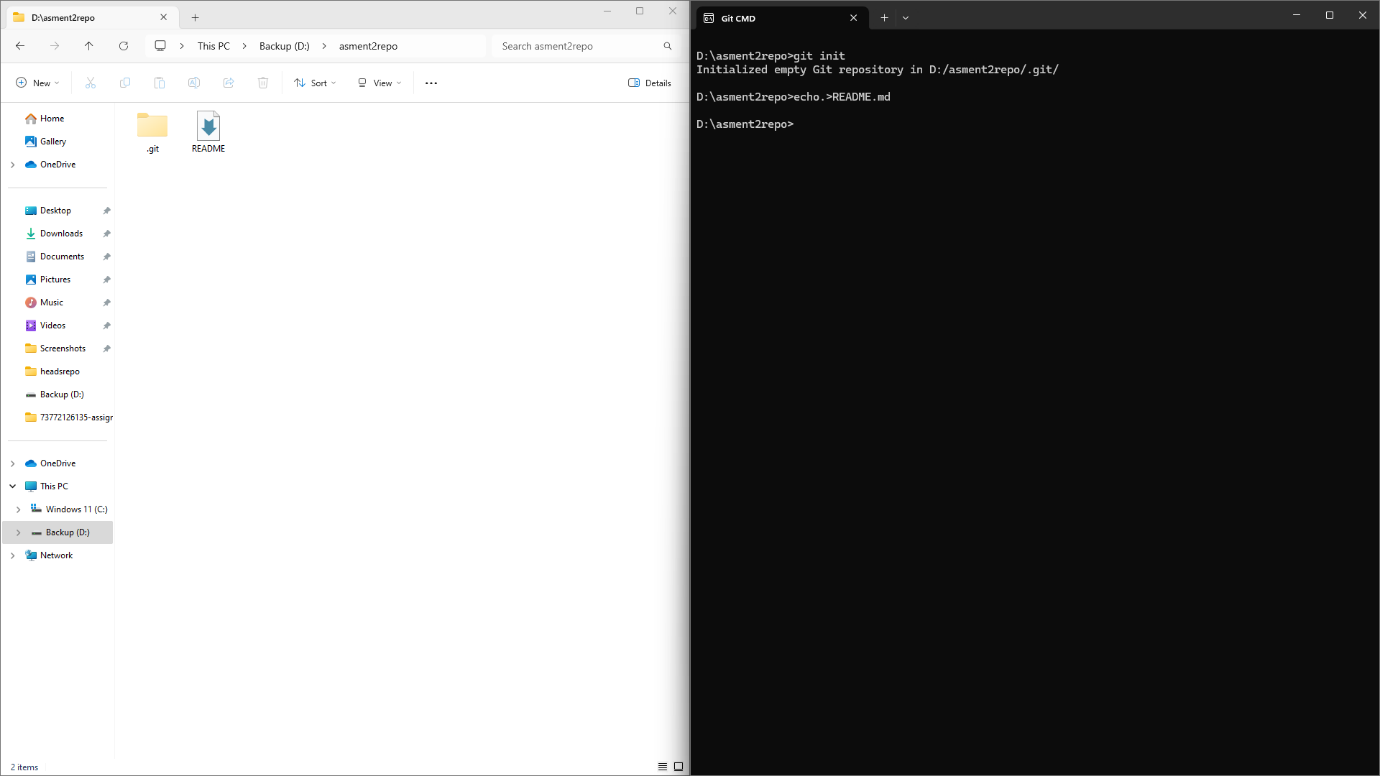 D:\asment2repo
This PC > Backup (D:) > asment2repo
Search asment2repo
New
Sort
View
Details
Home
Gallery
OneDrive
Desktop
Downloads
Documents
Pictures
Music
Videos
Screenshots
headsrepo
Backup (D:)
73772126135-assigr
OneDrive
This PC
Windows 11 (C:)
Backup (D:)
Network
.git
README
2 items
Git CMD
D:\asment2repo>git init
Initialized empty Git repository in D:/asment2repo/.git/
D:\asment2repo>echo.>README.md
D:\asment2repo>